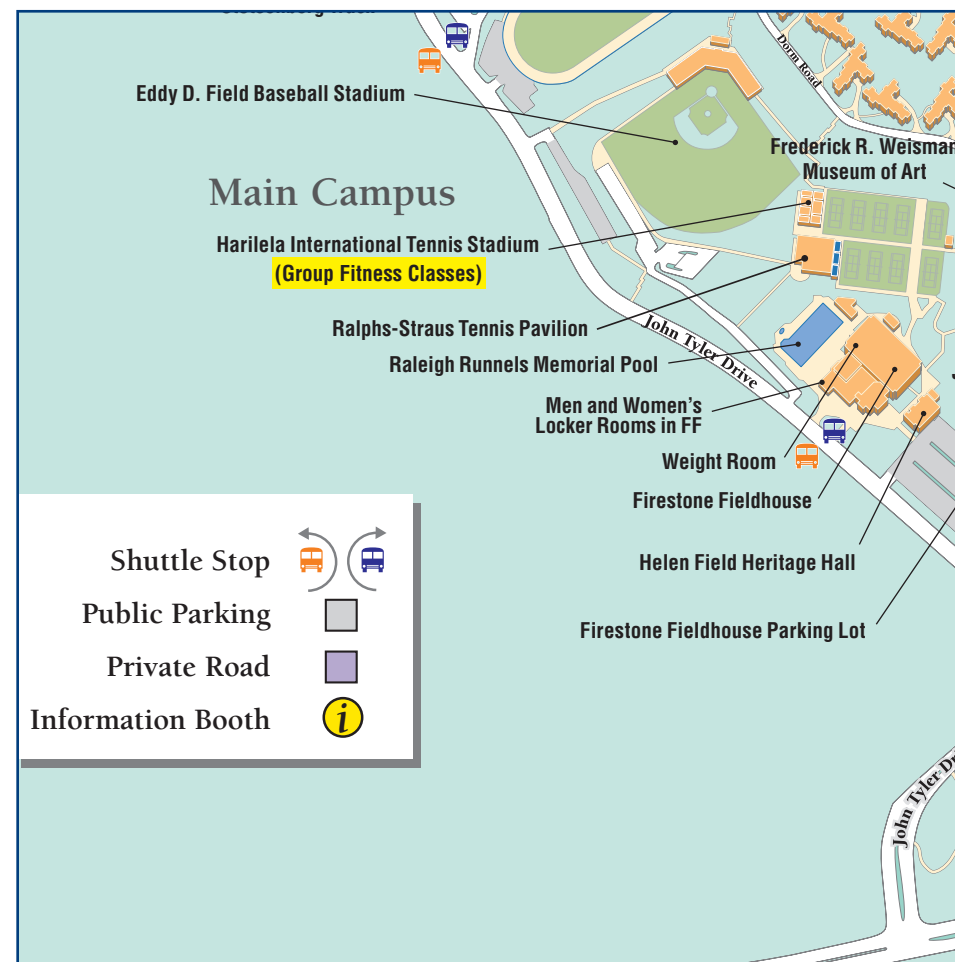 Dorm Road
Eddy D. Field Baseball Stadium
Frederick R. Weisman
Museum of Art
Main Campus
Harilela International Tennis Stadium
(Group Fitness Classes)
Ralphs-Straus Tennis Pavilion
John Tyler Drive
Raleigh Runnels Memorial Pool
Men and Women’s
Locker Rooms in FF
Weight Room
Firestone Fieldhouse
Helen Field Heritage Hall
Firestone Fieldhouse Parking Lot
Shuttle Stop
Public Parking
Private Road
Information Booth
i
John Tyler Dri